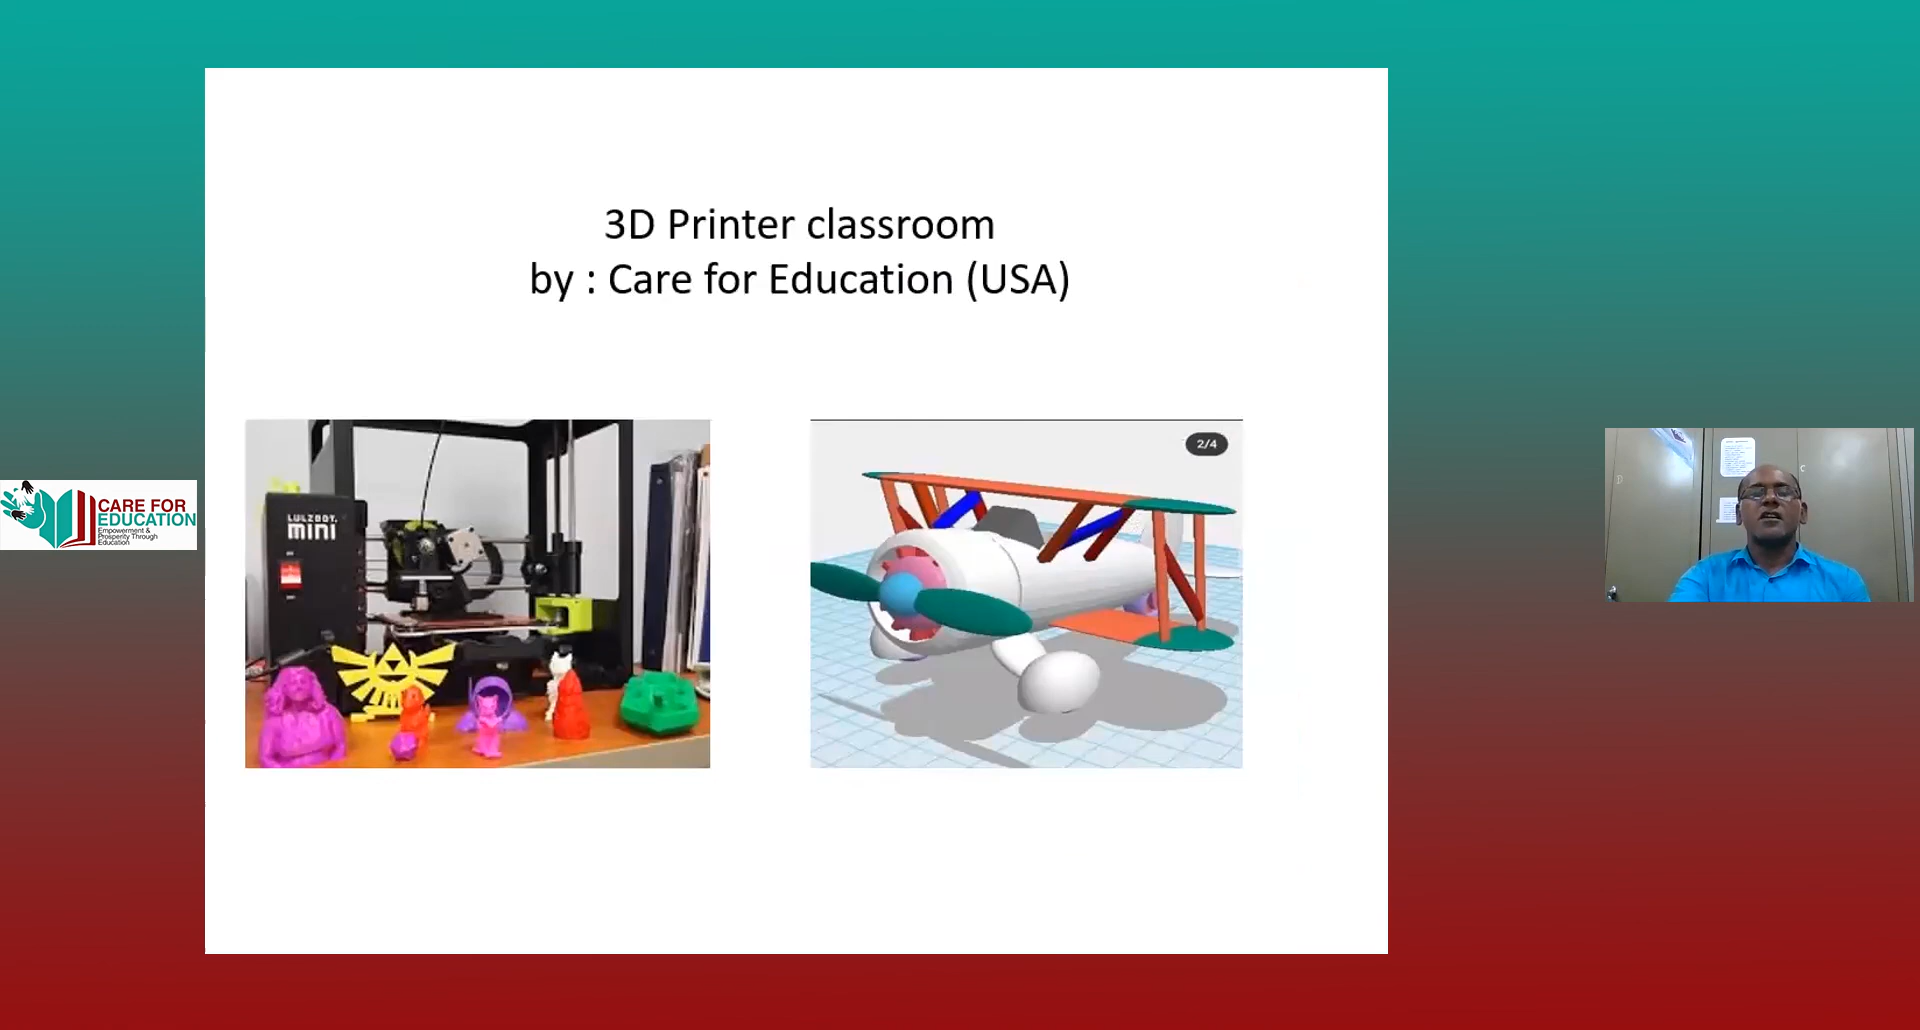 3D Printer classroom
by : Care for Education (USA)
LULZBOT
mini
2/4
CARE FOR
EDUCATION
Empowerment &
Prosperity Through
Education